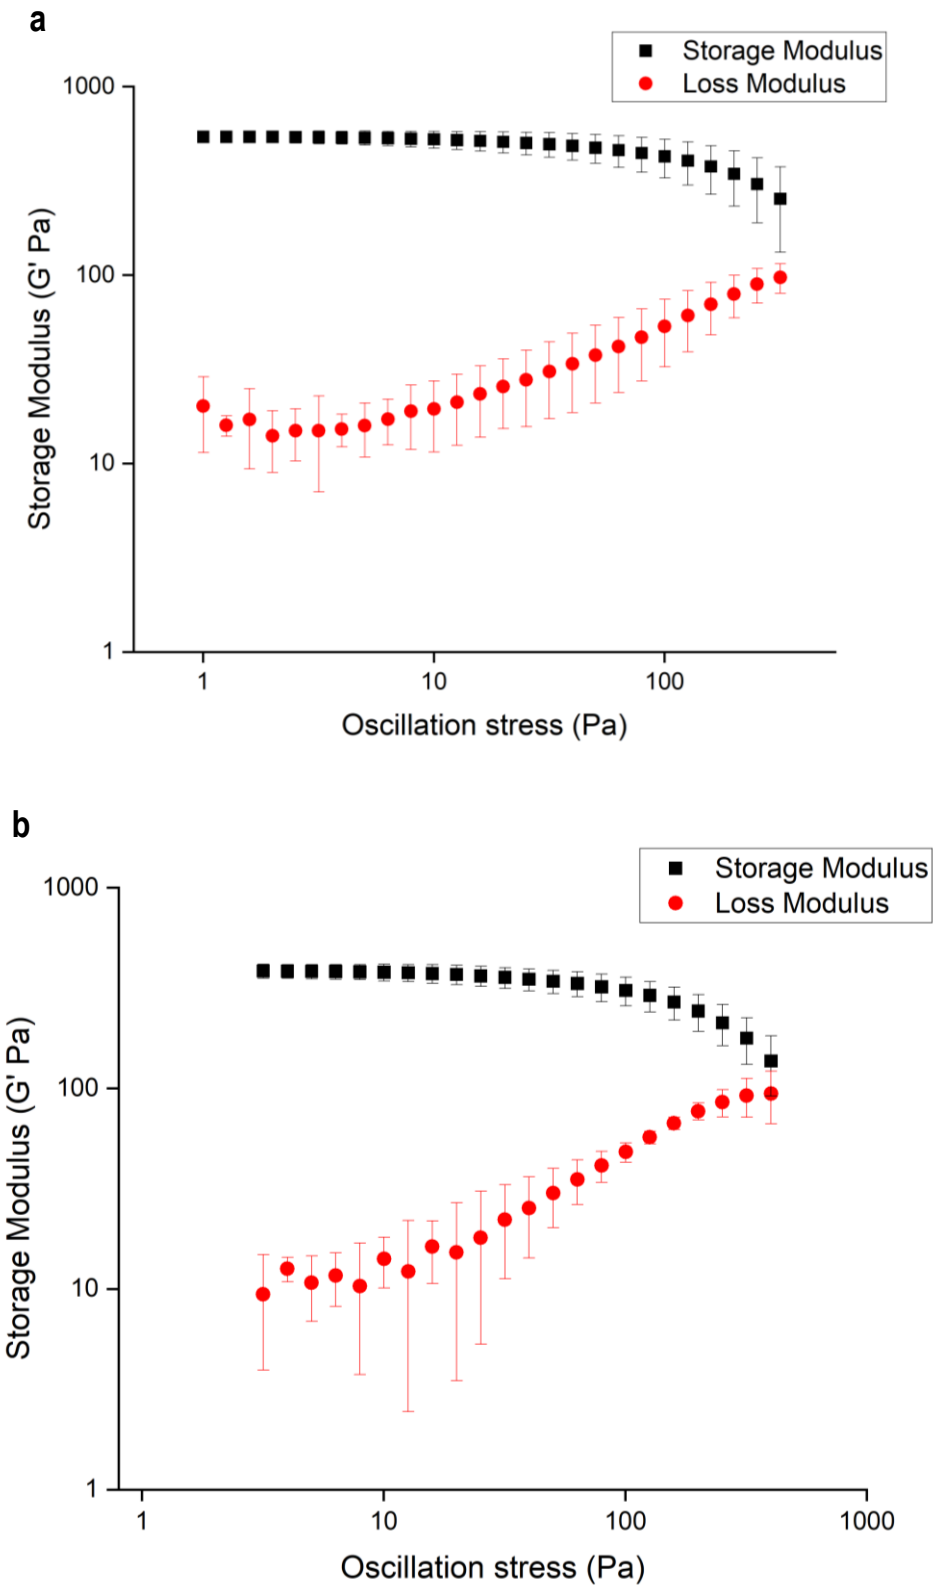 a
Storage Modulus
Loss Modulus
1000
100
10
1
Storage Modulus (G' Pa)
1 10 100
Oscillation stress (Pa)
b
Storage Modulus
Loss Modulus
1000
100
10
1
Storage Modulus (G' Pa)
1 10 100 1000
Oscillation stress (Pa)